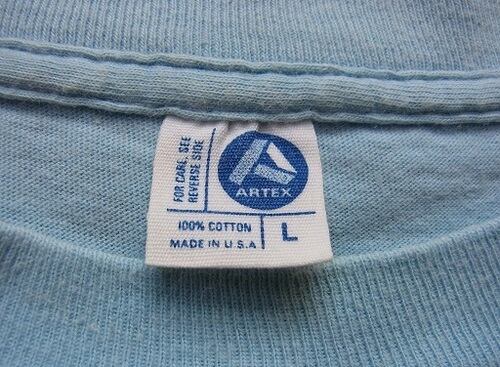 FOR CARE, SEE
REVERSE SIDE
ARTEX
100% COTTON
MADE IN U.S.A
L